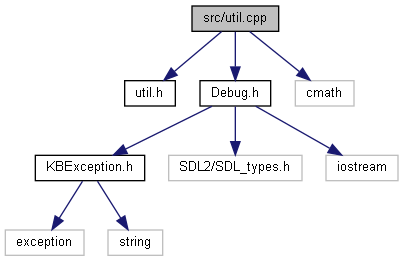 src/util.cpp
util.h
Debug.h
cmath
KBException.h
SDL2/SDL_types.h
iostream
exception
string